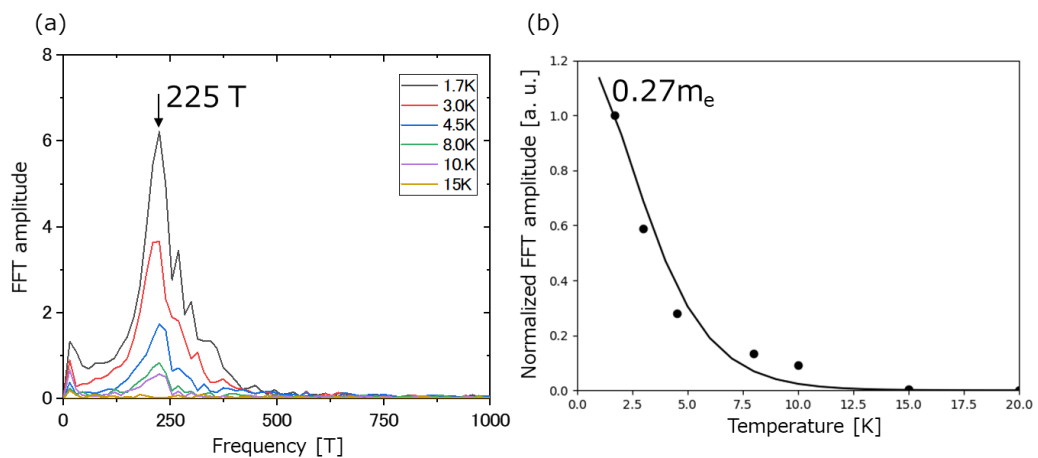 (a)
FFT amplitude
8
6
4
2
0
225 T
1.7K
3.0K
4.5K
8.0K
10.K
15K
0 250 500 750 1000
Frequency [T]
(b)
Normalized FFT amplitude [a. u.]
1.2
1.0
0.8
0.6
0.4
0.2
0.0
0.27mₑ
0.0 2.5 5.0 7.5 10.0 12.5 15.0 17.5 20.0
Temperature [K]